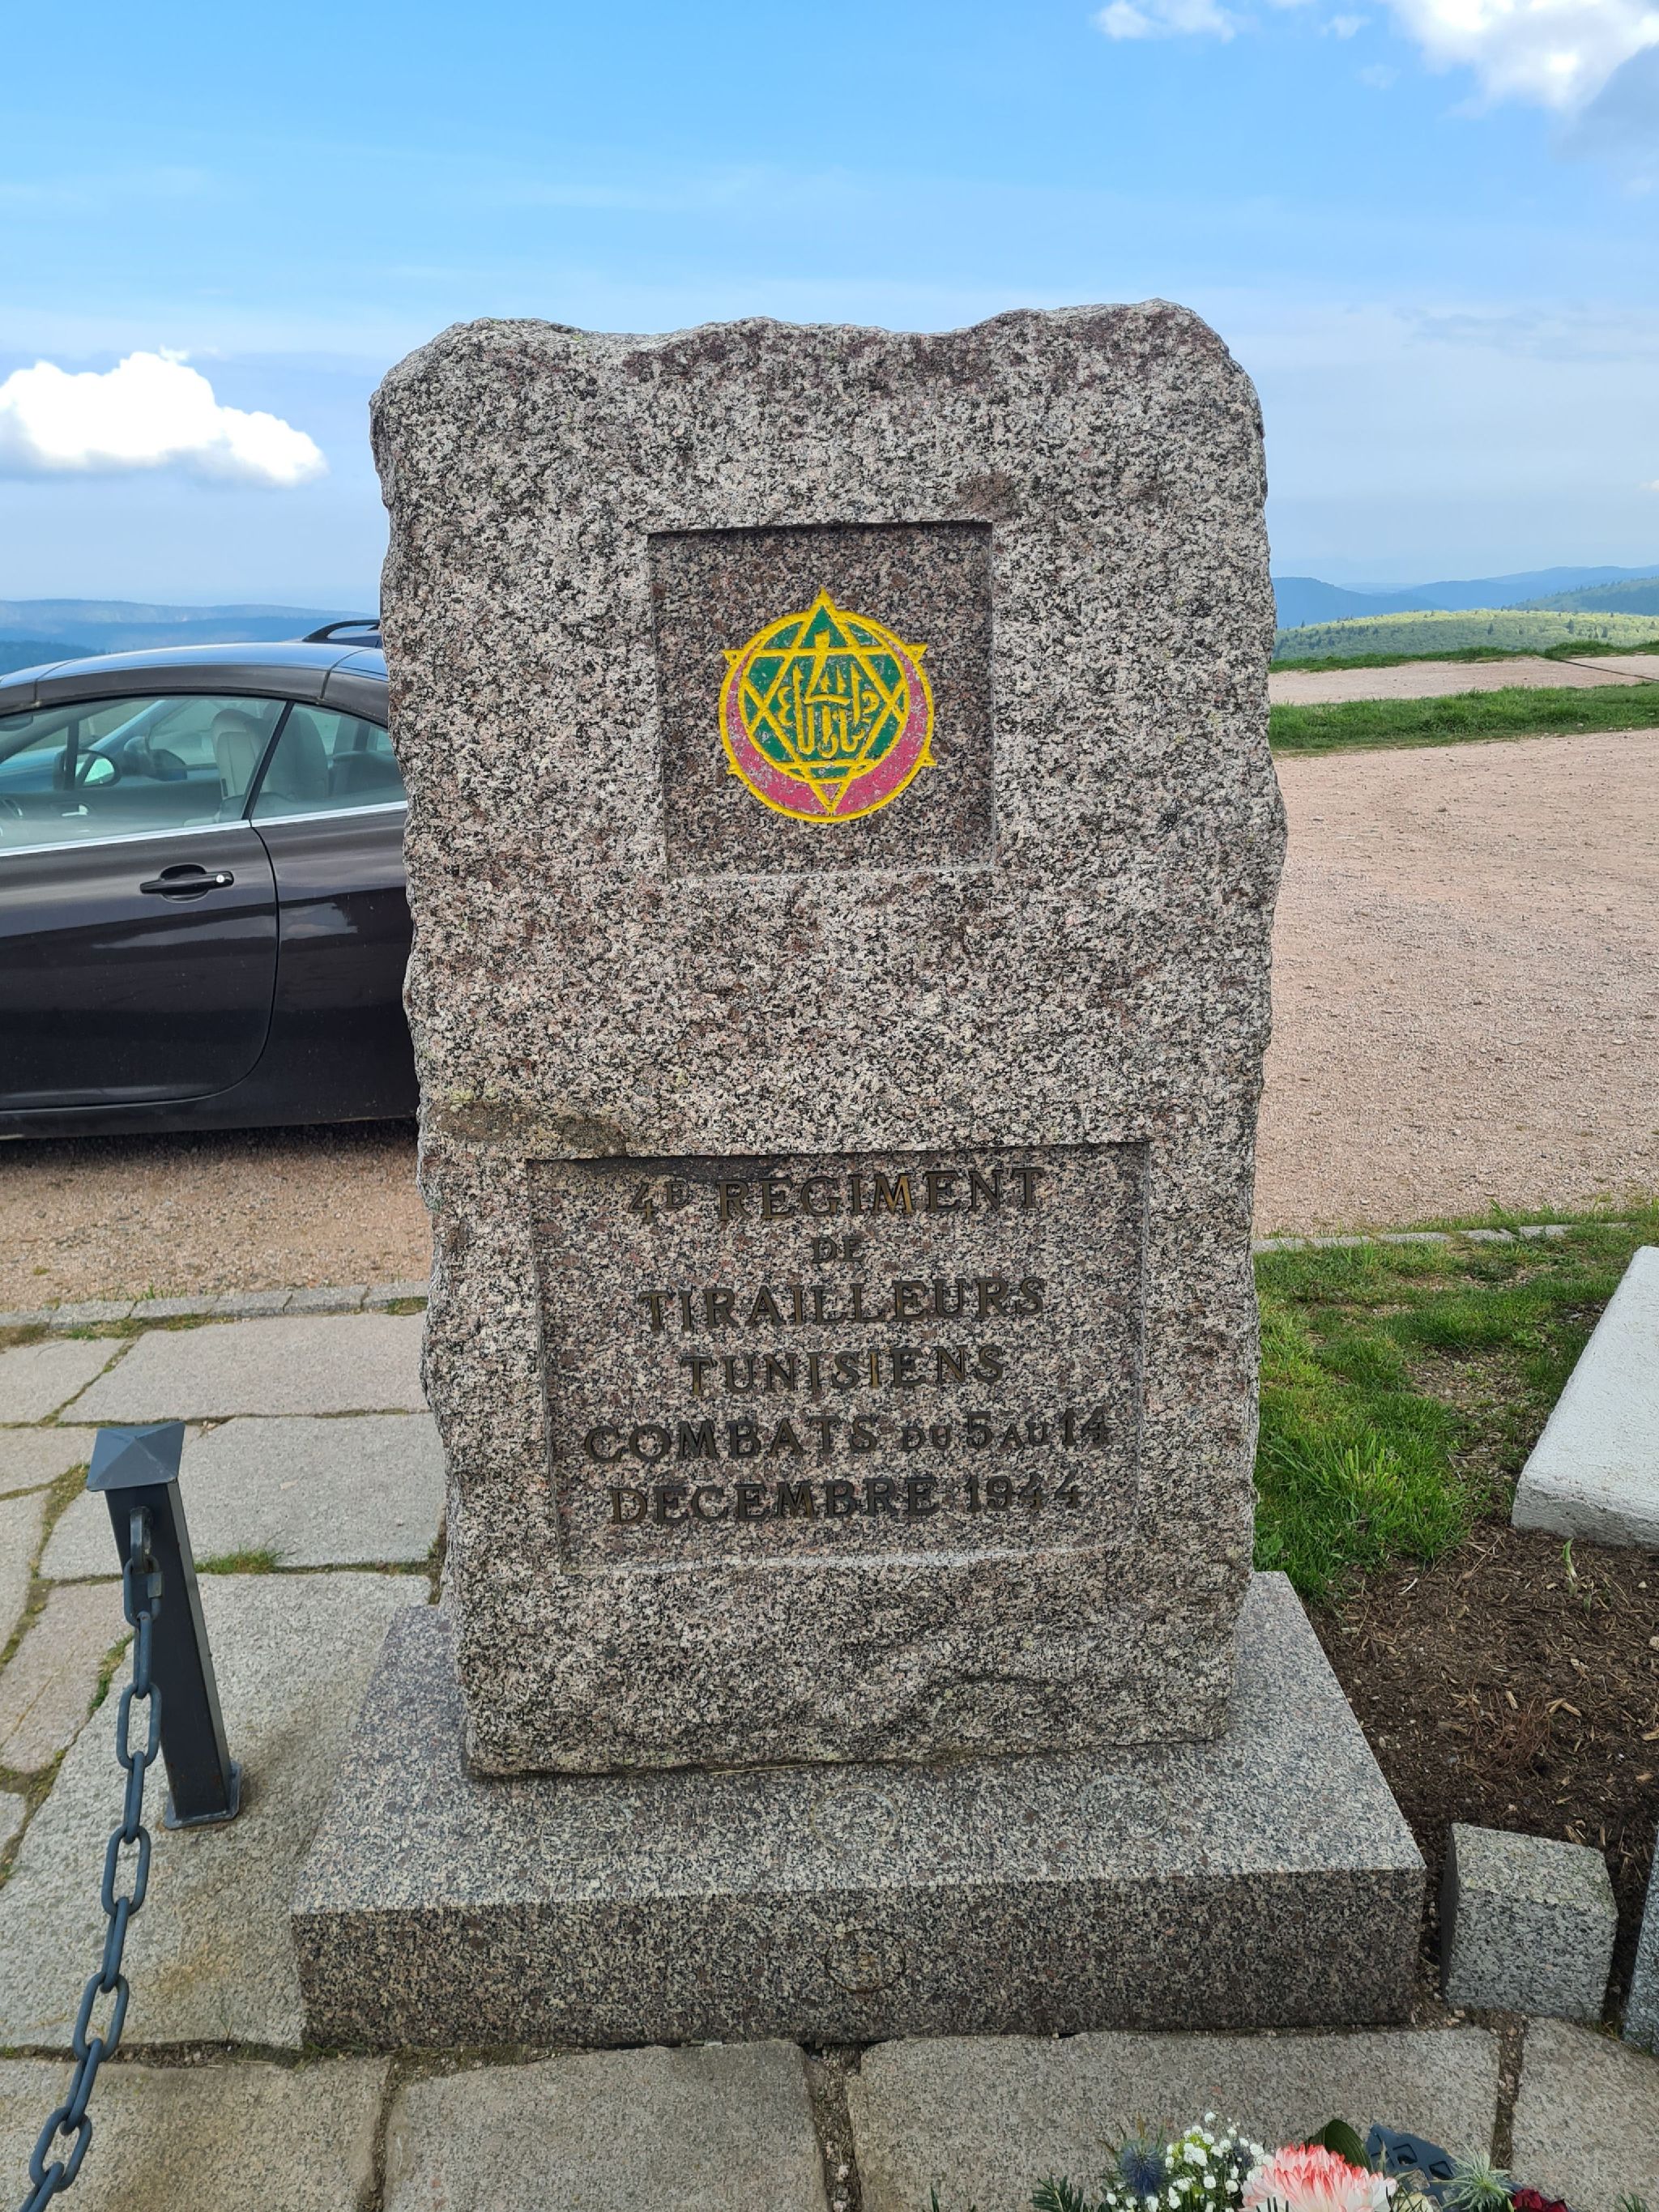 4E REGIMENT
DE
TIRAILLEURS
TUNISIENS
COMBATS DU 5 AU 14
DECEMBRE 1944